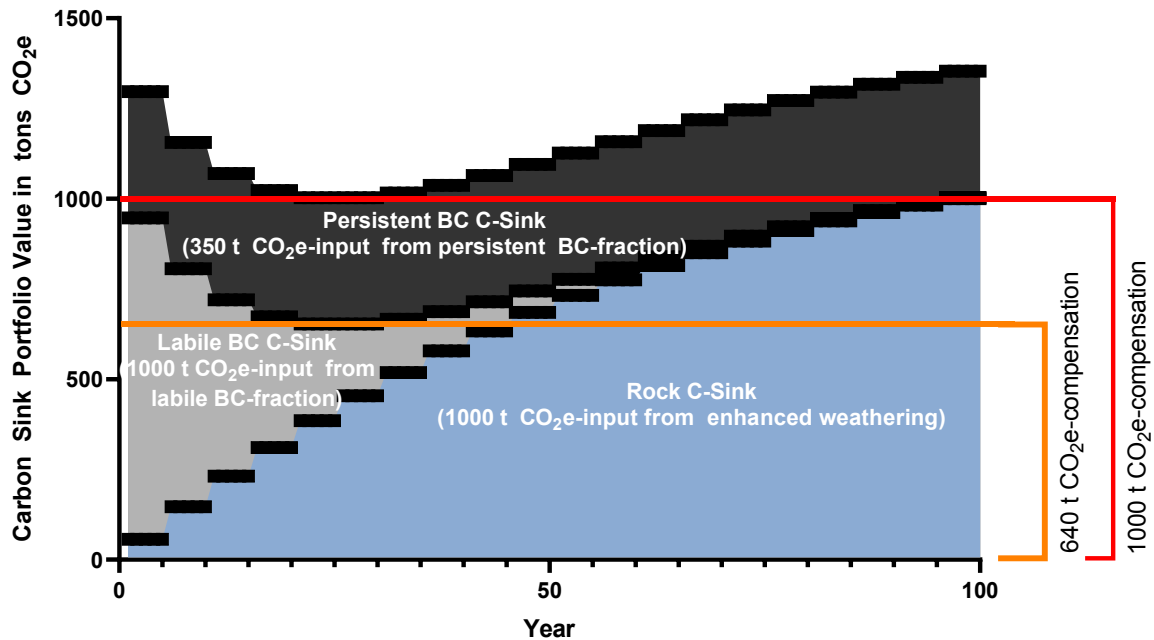 1500
1000
500
0
Carbon Sink Portfolio Value in tons CO₂e
Persistent BC C-Sink
(350 t CO₂e-input from persistent BC-fraction)
Labile BC C-Sink
(1000 t CO₂e-input from
labile BC-fraction)
Rock C-Sink
(1000 t CO₂e-input from enhanced weathering)
640 t CO₂e-compensation
1000 t CO₂e-compensation
0
50
100
Year